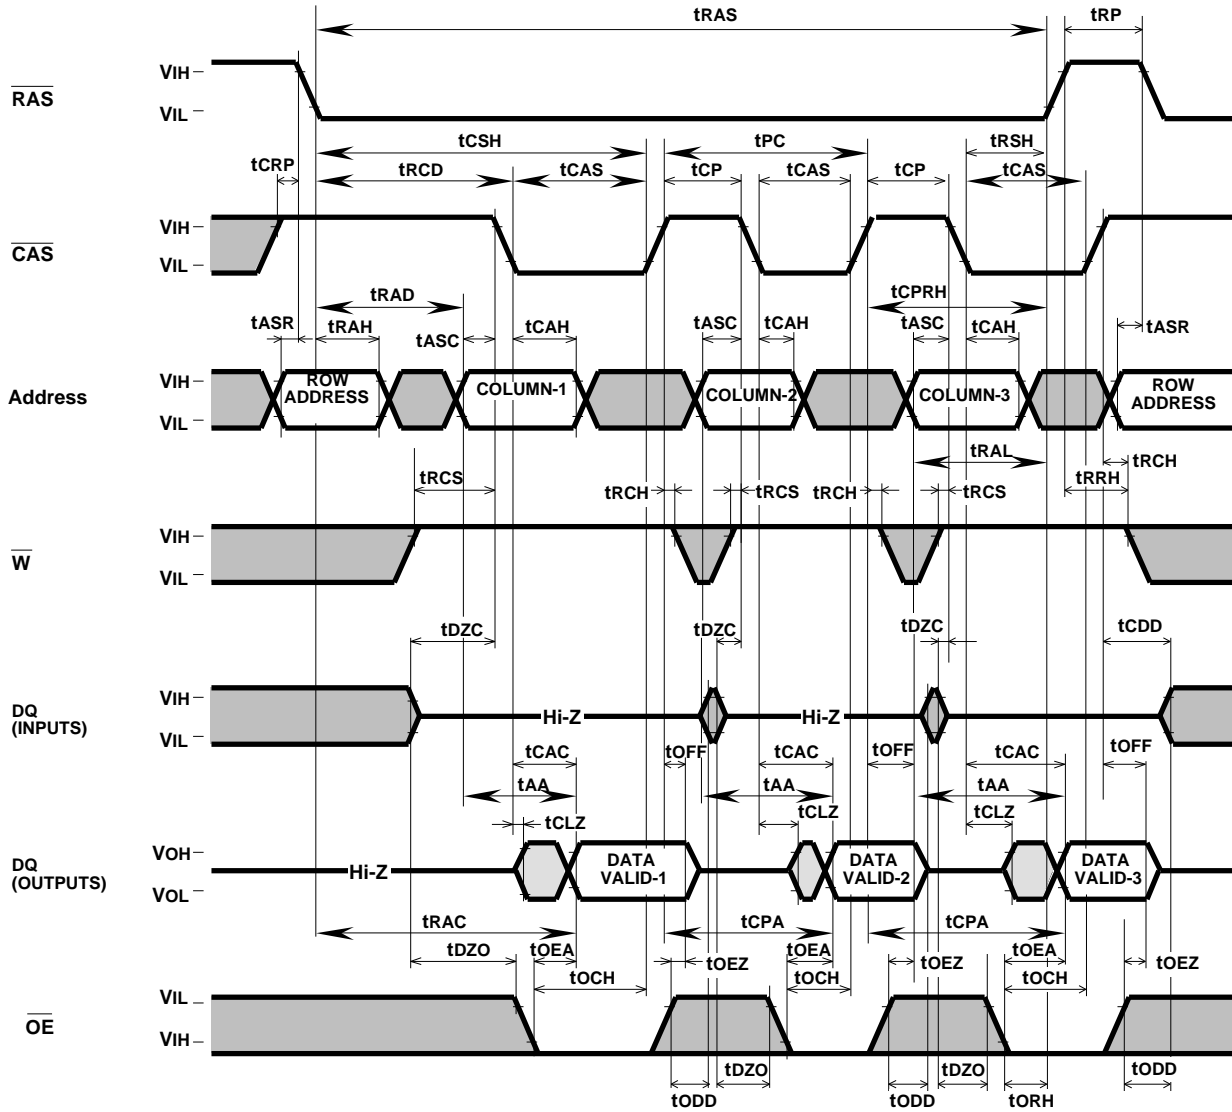 tRAS
tRP
RAS
VIH
VIL
tCSH
tPC
tRSH
tCRP
tRCD
tCAS
tCP
tCAS
tCP
tCAS
CAS
VIH
VIL
tRAD
tCPRH
tASR
tRAH
tASC
tCAH
tASC
tCAH
tASC
tCAH
tASR
Address
VIH
VIL
ROW
ADDRESS
COLUMN-1
COLUMN-2
COLUMN-3
ROW
ADDRESS
tRAL
tRCH
tRCS
tRCH
tRCS
tRCH
tRCS
tRRH
W
VIH
VIL
tDZC
tDZC
tDZC
tCDD
DQ
(INPUTS)
VIH
VIL
Hi-Z
Hi-Z
tCAC
tOFF
tCAC
tOFF
tCAC
tOFF
tAA
tAA
tAA
tCLZ
tCLZ
tCLZ
DQ
(OUTPUTS)
VOH
VOL
Hi-Z
DATA
VALID-1
DATA
VALID-2
DATA
VALID-3
tRAC
tCPA
tCPA
tDZO
tOEA
tOEZ
tOEA
tOEZ
tOEA
tOEZ
tOCH
tOCH
tOCH
OE
VIL
VIH
tODD
tDZO
tODD
tDZO
tORH
tODD